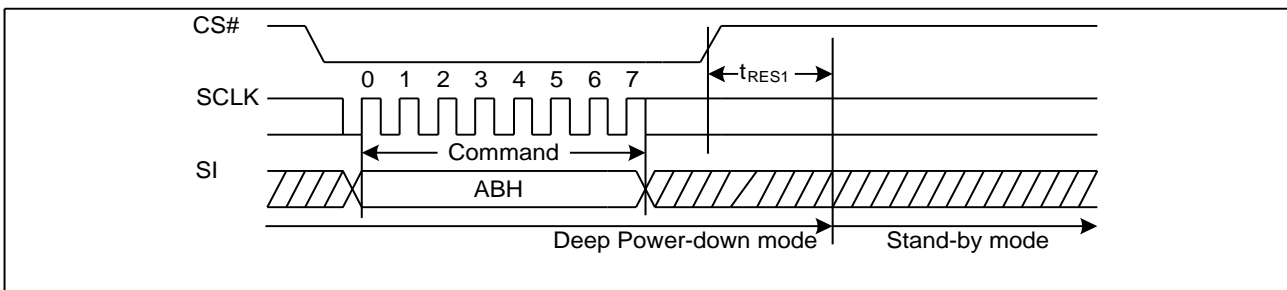 CS#
tRES1
0 1 2 3 4 5 6 7
SCLK
Command
SI
ABH
Deep Power-down mode Stand-by mode